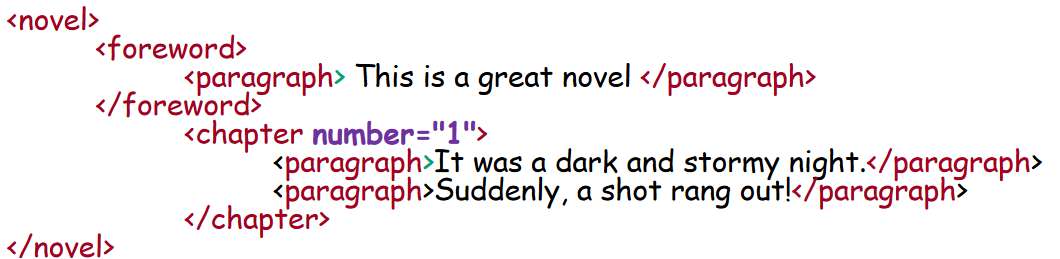 <novel>
<foreword>
<paragraph> This is a great novel </paragraph>
</foreword>
<chapter number="1">
<paragraph>It was a dark and stormy night.</paragraph>
<paragraph>Suddenly, a shot rang out!</paragraph>
</chapter>
</novel>